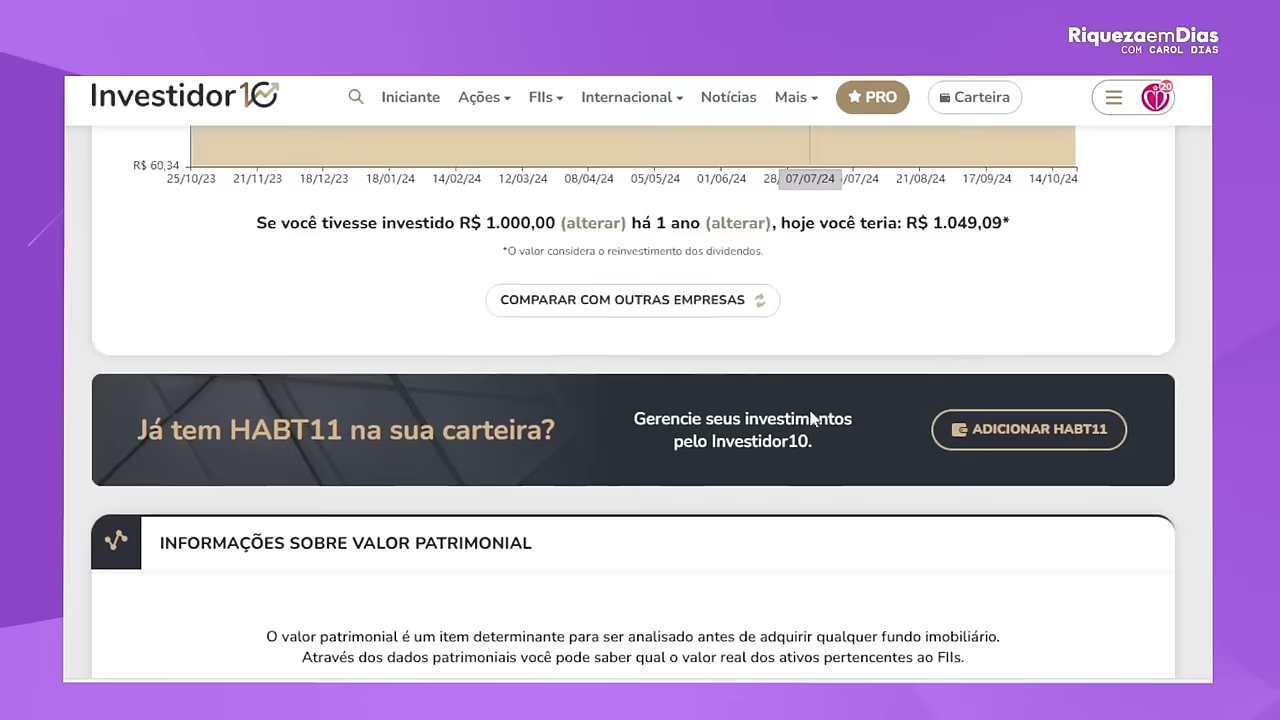 RiquezaemDias
COM CAROL DIAS
Investidor10
Iniciante Ações FIIs Internacional Notícias Mais PRO Carteira
20
R$ 60,34
25/10/23 21/11/23 18/12/23 18/01/24 14/02/24 12/03/24 08/04/24 05/05/24 01/06/24 28/ 07/07/24 /07/24 21/08/24 17/09/24 14/10/24
Se você tivesse investido R$ 1.000,00 (alterar) há 1 ano (alterar), hoje você teria: R$ 1.049,09*
*O valor considera o reinvestimento dos dividendos.
COMPARAR COM OUTRAS EMPRESAS
Já tem HABT11 na sua carteira?
Gerencie seus investimentos
pelo Investidor10.
ADICIONAR HABT11
INFORMAÇÕES SOBRE VALOR PATRIMONIAL
O valor patrimonial é um item determinante para ser analisado antes de adquirir qualquer fundo imobiliário.
Através dos dados patrimoniais você pode saber qual o valor real dos ativos pertencentes ao FIIs.